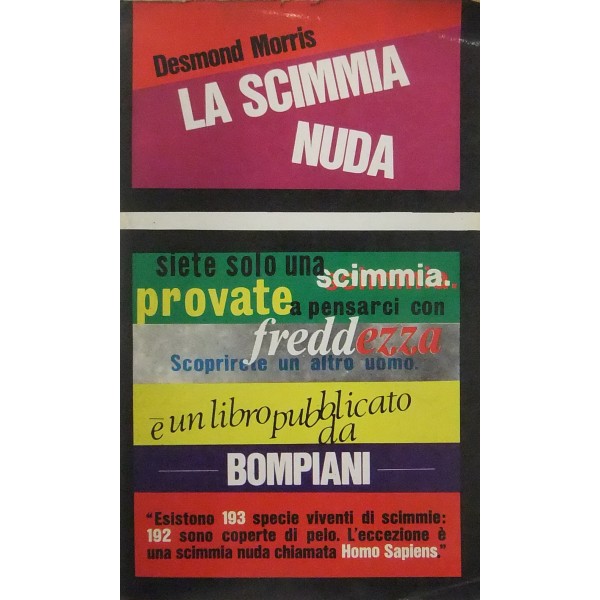 Desmond Morris
LA SCIMMIA
NUDA
siete solo una scimmia.
provate a pensarci con
freddezza
Scoprirete un altro uomo.
è un libro pubblicato
da
BOMPIANI
"Esistono 193 specie viventi di scimmie:
192 sono coperte di pelo. L'eccezione è
una scimmia nuda chiamata Homo Sapiens."